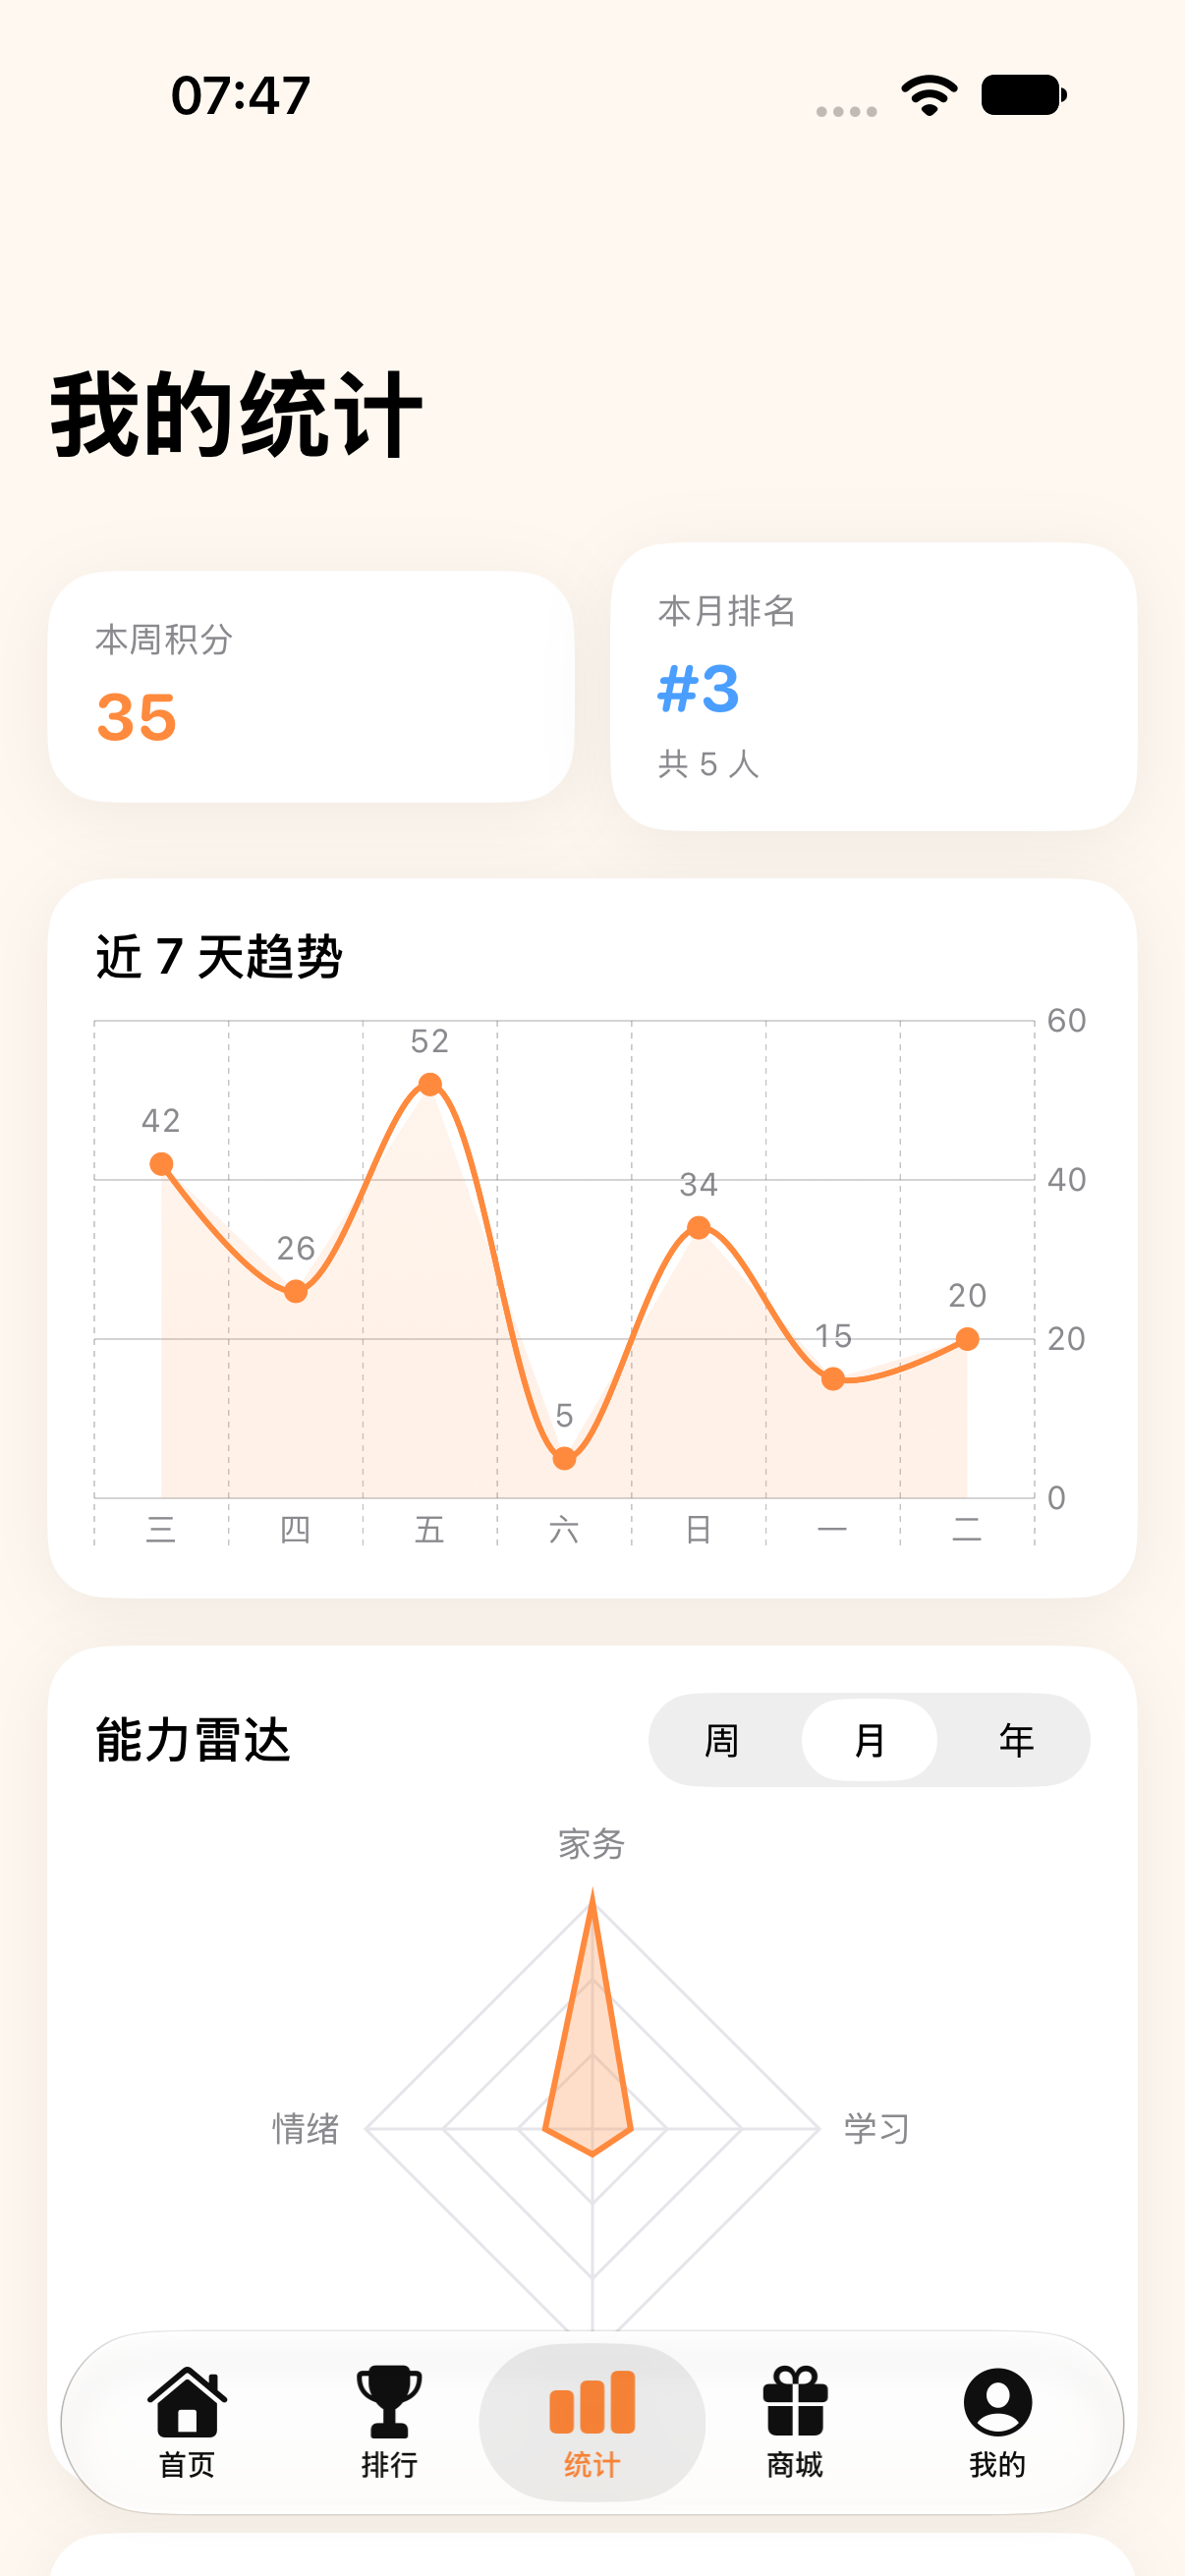 07:47
我的统计
本周积分
35
本月排名
#3
共 5 人
近 7 天趋势
60
52
42
40
34
26
20
20
15
5
0
三 四 五 六 日 一 二
能力雷达
周 月 年
家务
情绪 学习
首页 排行 统计 商城 我的